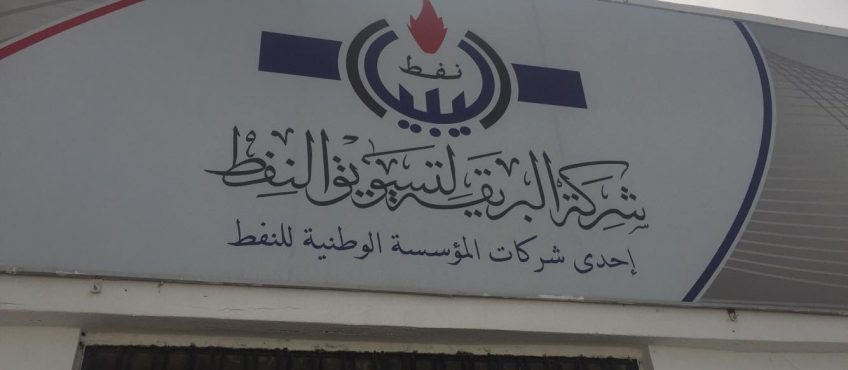 نفط
ليبيا
شركة البريقة لتسويق النفط
إحدى شركات المؤسسة الوطنية للنفط